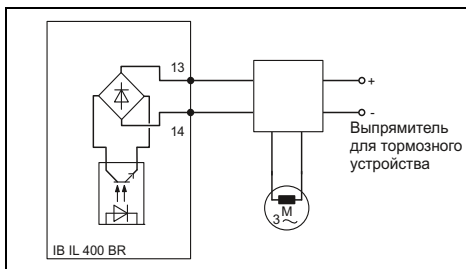 13
+
14
-
Выпрямитель
для тормозного
устройства
M
3 ~
IB IL 400 BR